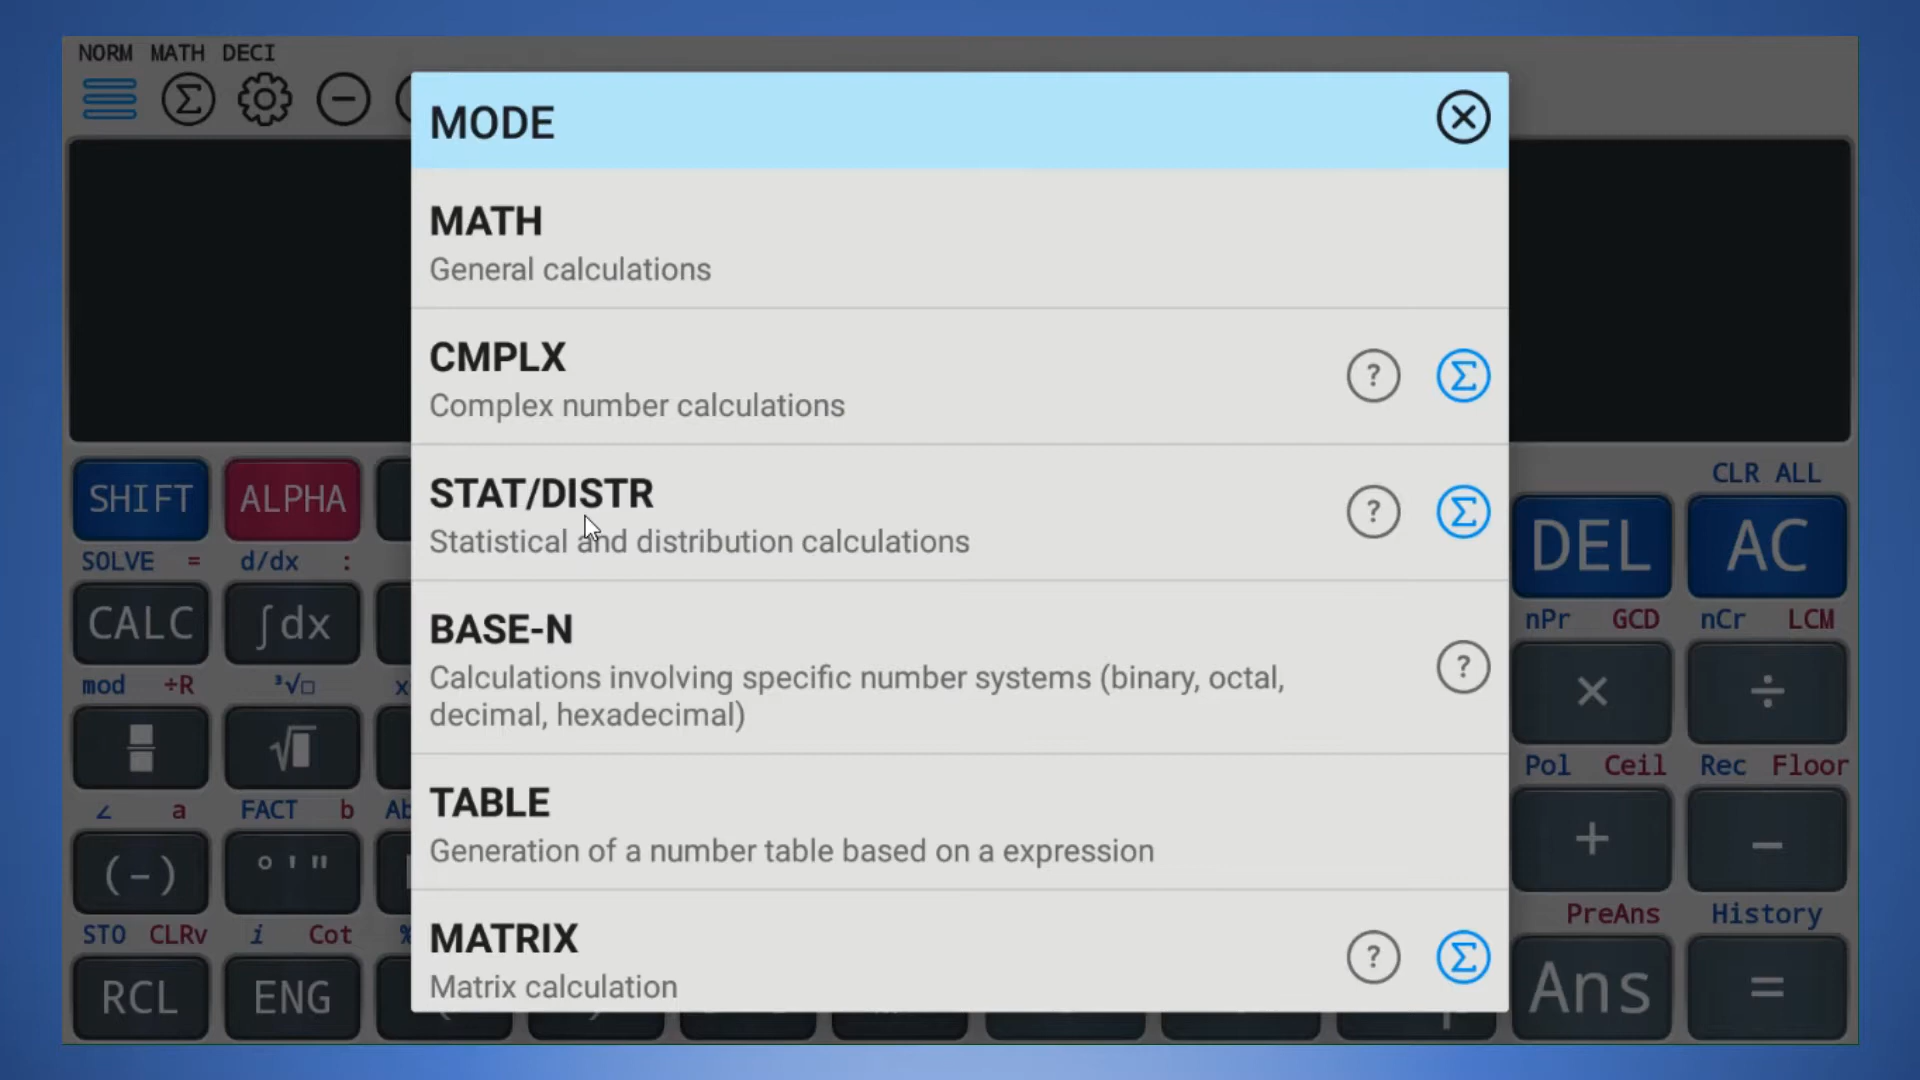 NORM MATH DECI
MODE
MATH
General calculations
CMPLX
Complex number calculations
?
Σ
STAT/DISTR
Statistical and distribution calculations
?
Σ
BASE-N
Calculations involving specific number systems (binary, octal,
decimal, hexadecimal)
?
TABLE
Generation of a number table based on a expression
MATRIX
Matrix calculation
?
Σ
SHIFT ALPHA
CLR ALL
DEL AC
SOLVE = d/dx :
nPr GCD nCr LCM
CALC ∫dx
× ÷
mod ÷R ³√□ x
Pol Ceil Rec Floor
√
+ −
∠ a FACT b Ab
(-) °'"
PreAns History
STO CLRv i Cot %
RCL ENG
Ans =